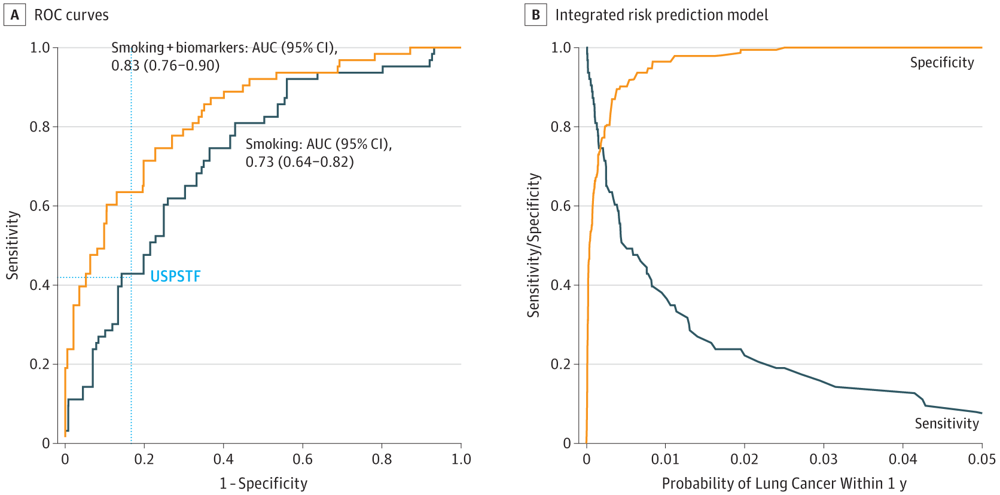 A ROC curves
1.0
0.8
0.6
0.4
0.2
0
Sensitivity
Smoking + biomarkers: AUC (95% CI),
0.83 (0.76–0.90)
Smoking: AUC (95% CI),
0.73 (0.64–0.82)
USPSTF
0 0.2 0.4 0.6 0.8 1.0
1 – Specificity
B Integrated risk prediction model
1.0
0.8
0.6
0.4
0.2
0
Sensitivity/Specificity
Specificity
Sensitivity
0 0.01 0.02 0.03 0.04 0.05
Probability of Lung Cancer Within 1 y